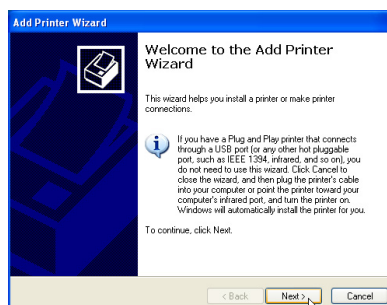 Add Printer Wizard
Welcome to the Add Printer
Wizard
This wizard helps you install a printer or make printer
connections.
If you have a Plug and Play printer that connects
through a USB port (or any other hot pluggable
port, such as IEEE 1394, infrared, and so on), you
do not need to use this wizard. Click Cancel to
close the wizard, and then plug the printer's cable
into your computer or point the printer toward your
computer's infrared port, and turn the printer on.
Windows will automatically install the printer for you.
To continue, click Next.
< Back
Next >
Cancel